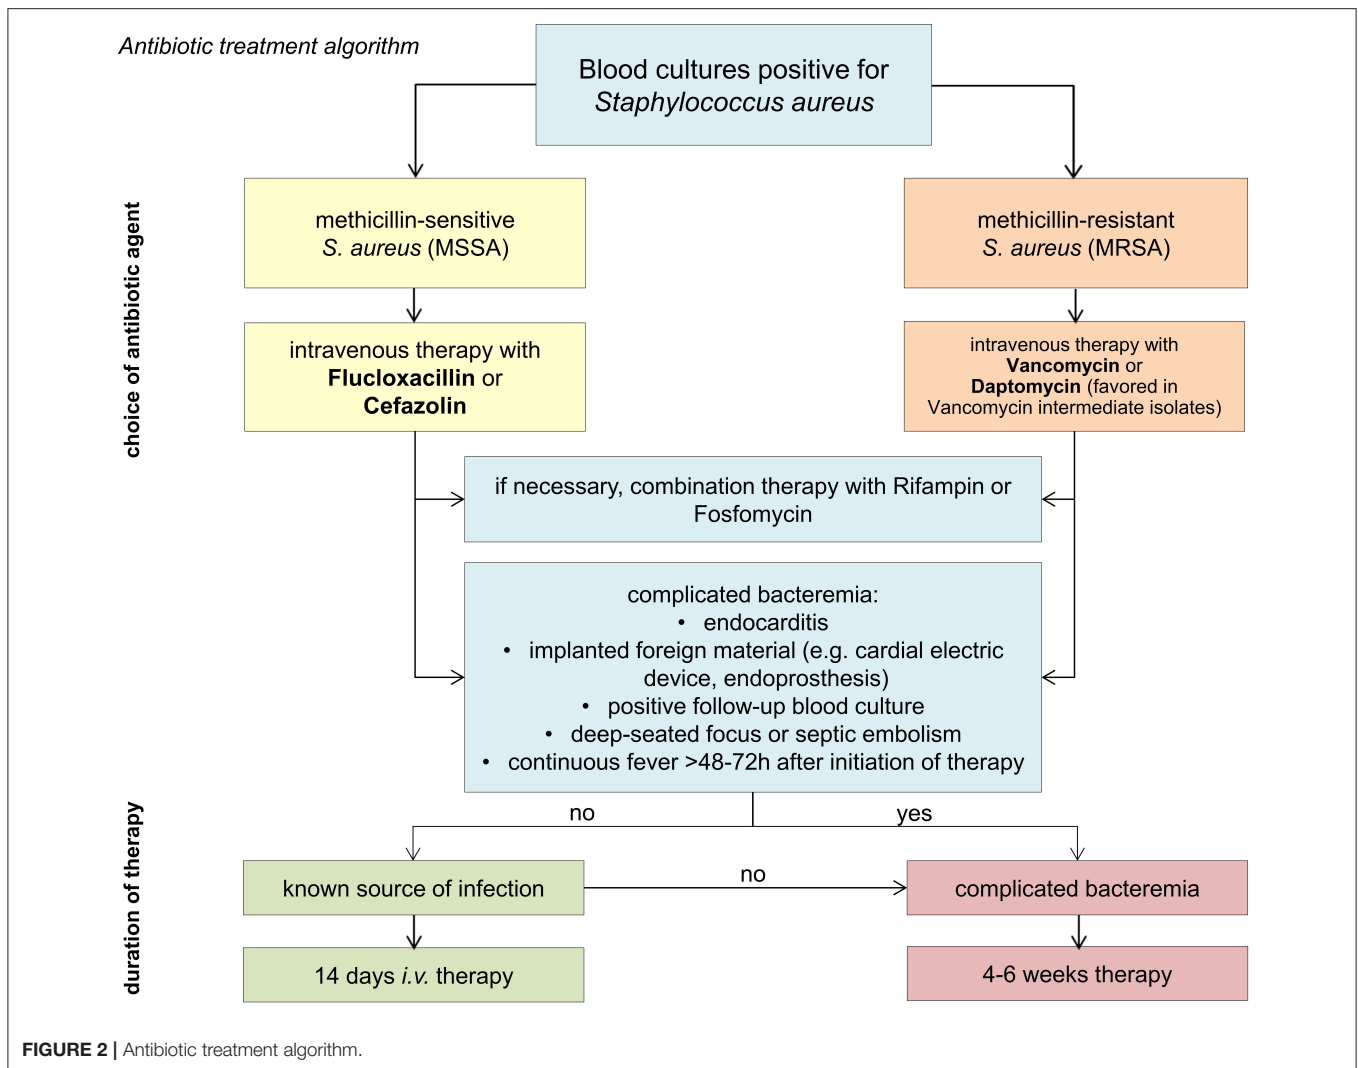 Antibiotic treatment algorithm
Blood cultures positive for
Staphylococcus aureus
choice of antibiotic agent
methicillin-sensitive
S. aureus (MSSA)
methicillin-resistant
S. aureus (MRSA)
intravenous therapy with
Flucloxacillin or
Cefazolin
intravenous therapy with
Vancomycin or
Daptomycin (favored in
Vancomycin intermediate isolates)
if necessary, combination therapy with Rifampin or
Fosfomycin
complicated bacteremia:
• endocarditis
• implanted foreign material (e.g. cardial electric
device, endoprosthesis)
• positive follow-up blood culture
• deep-seated focus or septic embolism
• continuous fever >48-72h after initiation of therapy
duration of therapy
no
yes
known source of infection
no
complicated bacteremia
14 days i.v. therapy
4-6 weeks therapy
FIGURE 2 | Antibiotic treatment algorithm.